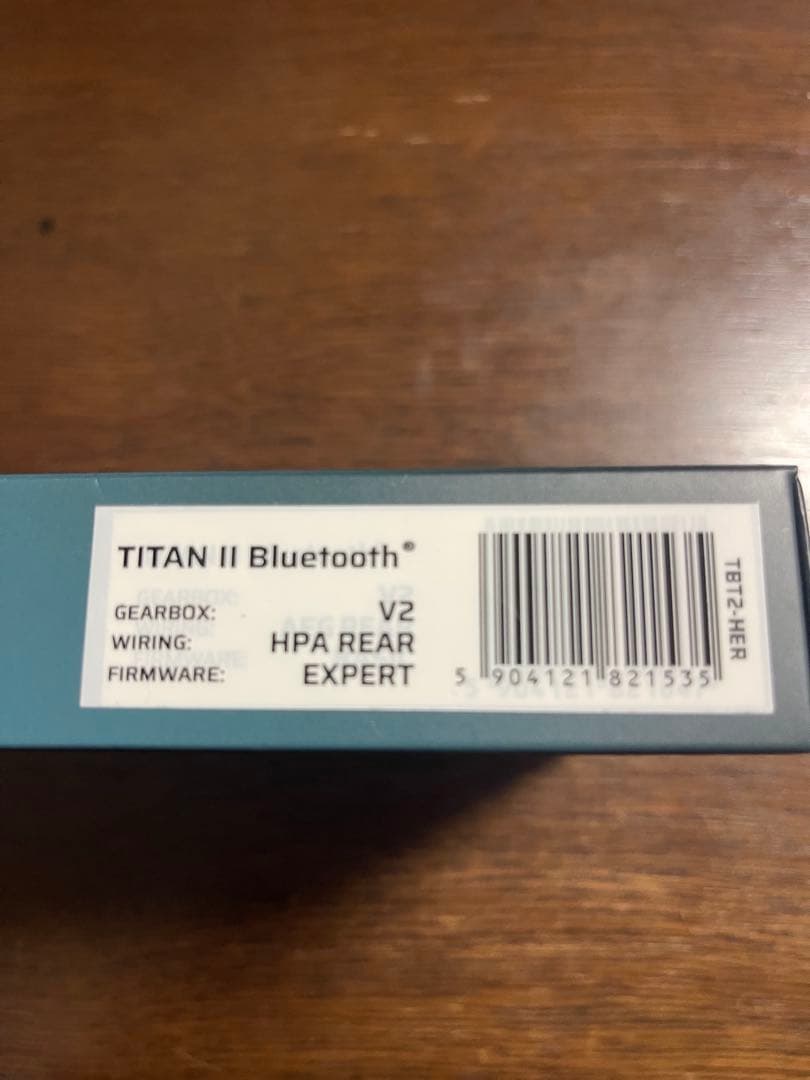 TITAN II Bluetooth®
GEARBOX: V2
WIRING: HPA REAR
FIRMWARE: EXPERT
5 904121 821535
TBT2-HER